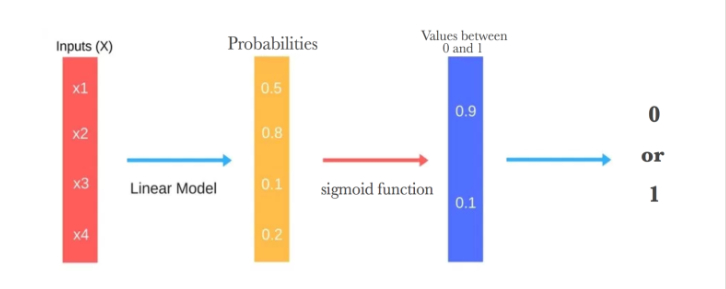 Inputs (X)
x1
x2
x3
x4
Linear Model
Probabilities
0.5
0.8
0.1
0.2
sigmoid function
Values between
0 and 1
0.9
0.1
0
or
1